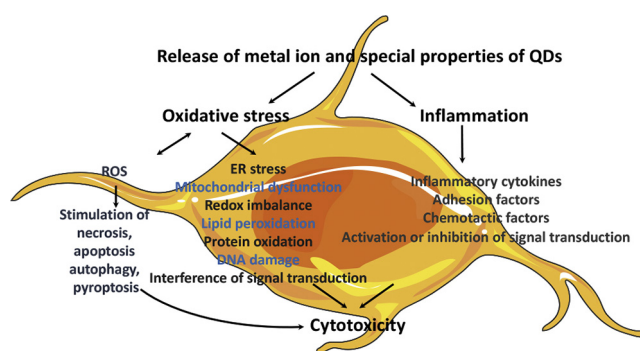 Release of metal ion and special properties of QDs
Oxidative stress
Inflammation
ROS
Stimulation of
necrosis,
apoptosis
autophagy,
pyroptosis
ER stress
Mitochondrial dysfunction
Redox imbalance
Lipid peroxidation
Protein oxidation
DNA damage
Interference of signal transduction
Inflammatory cytokines
Adhesion factors
Chemotactic factors
Activation or inhibition of signal transduction
Cytotoxicity